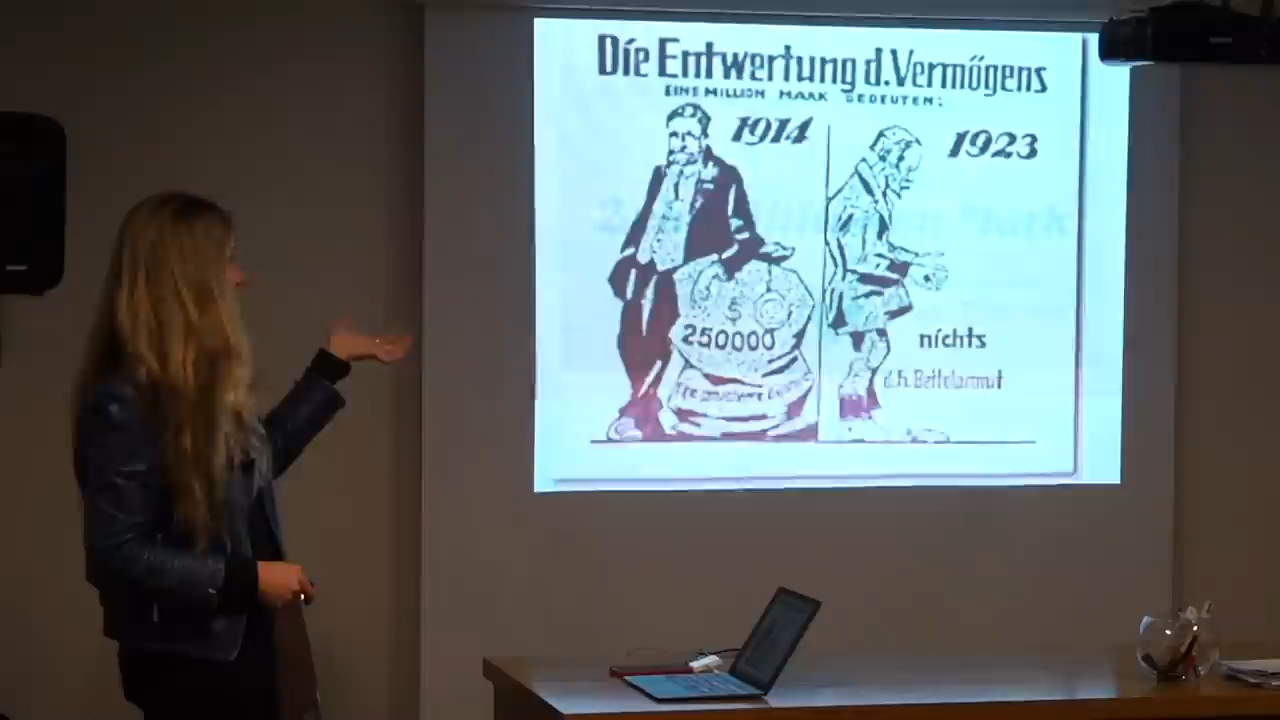 Die Entwertung d. Vermögens
EINE MILLION MARK BEDEUTEN:
1914
1923
$
250000
nichts
d.h. Bettelarmut